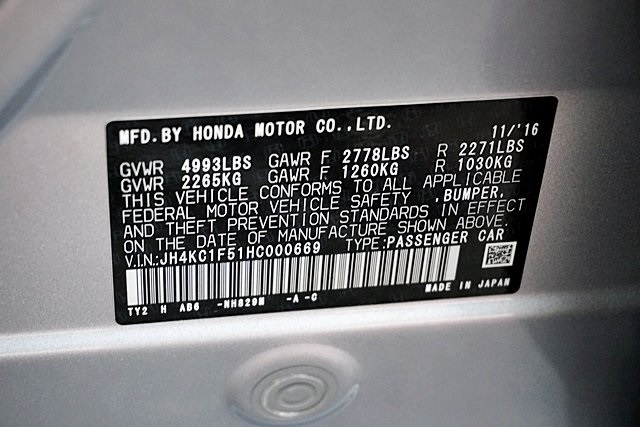 MFD.BY HONDA MOTOR CO.,LTD. 11/'16
GVWR 4993LBS GAWR F 2778LBS R 2271LBS
GVWR 2265KG GAWR F 1260KG R 1030KG
THIS VEHICLE CONFORMS TO ALL APPLICABLE
FEDERAL MOTOR VEHICLE SAFETY ,BUMPER,
AND THEFT PREVENTION STANDARDS IN EFFECT
ON THE DATE OF MANUFACTURE SHOWN ABOVE.
V.IN:JH4KC1F51HC000669 TYPE:PASSENGER CAR
TY2 H AB6 -NH829M -A -C MADE IN JAPAN